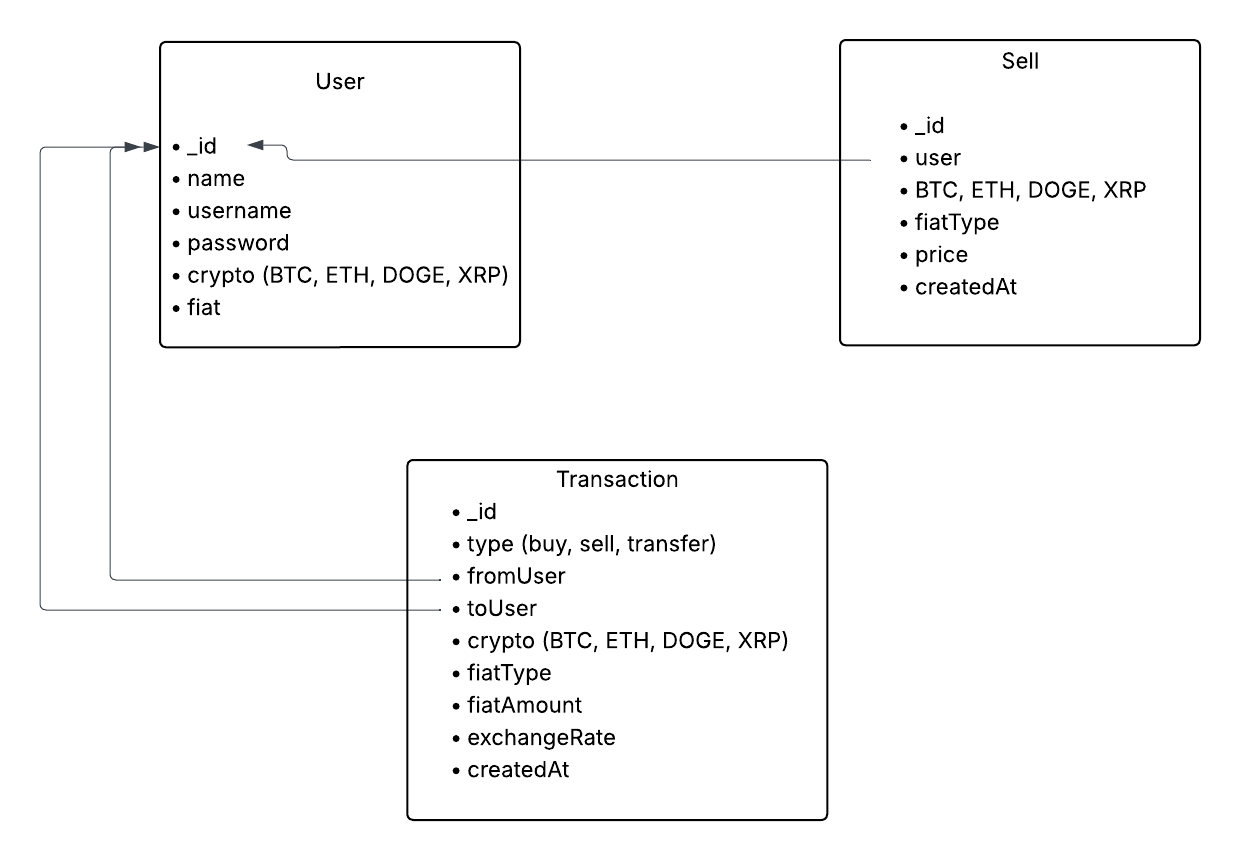 User
• _id
• name
• username
• password
• crypto (BTC, ETH, DOGE, XRP)
• fiat
Sell
• _id
• user
• BTC, ETH, DOGE, XRP
• fiatType
• price
• createdAt
Transaction
• _id
• type (buy, sell, transfer)
• fromUser
• toUser
• crypto (BTC, ETH, DOGE, XRP)
• fiatType
• fiatAmount
• exchangeRate
• createdAt